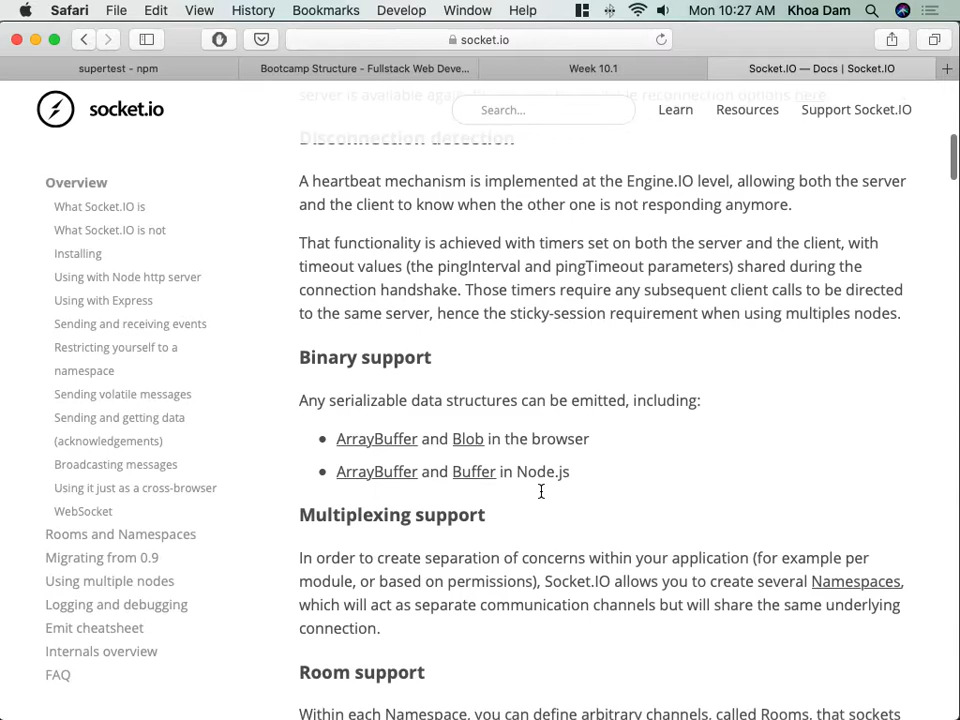 Safari File Edit View History Bookmarks Develop Window Help Mon 10:27 AM Khoa Dam
socket.io
supertest - npm
Bootcamp Structure - Fullstack Web Deve...
Week 10.1
Socket.IO — Docs | Socket.IO
socket.io
Search...
Learn
Resources
Support Socket.IO
Overview
What Socket.IO is
What Socket.IO is not
Installing
Using with Node http server
Using with Express
Sending and receiving events
Restricting yourself to a
namespace
Sending volatile messages
Sending and getting data
(acknowledgements)
Broadcasting messages
Using it just as a cross-browser
WebSocket
Rooms and Namespaces
Migrating from 0.9
Using multiple nodes
Logging and debugging
Emit cheatsheet
Internals overview
FAQ
Disconnection detection
A heartbeat mechanism is implemented at the Engine.IO level, allowing both the server
and the client to know when the other one is not responding anymore.
That functionality is achieved with timers set on both the server and the client, with
timeout values (the pingInterval and pingTimeout parameters) shared during the
connection handshake. Those timers require any subsequent client calls to be directed
to the same server, hence the sticky-session requirement when using multiples nodes.
Binary support
Any serializable data structures can be emitted, including:
• ArrayBuffer and Blob in the browser
• ArrayBuffer and Buffer in Node.js
Multiplexing support
In order to create separation of concerns within your application (for example per
module, or based on permissions), Socket.IO allows you to create several Namespaces,
which will act as separate communication channels but will share the same underlying
connection.
Room support
Within each Namespace, you can define arbitrary channels, called Rooms, that sockets